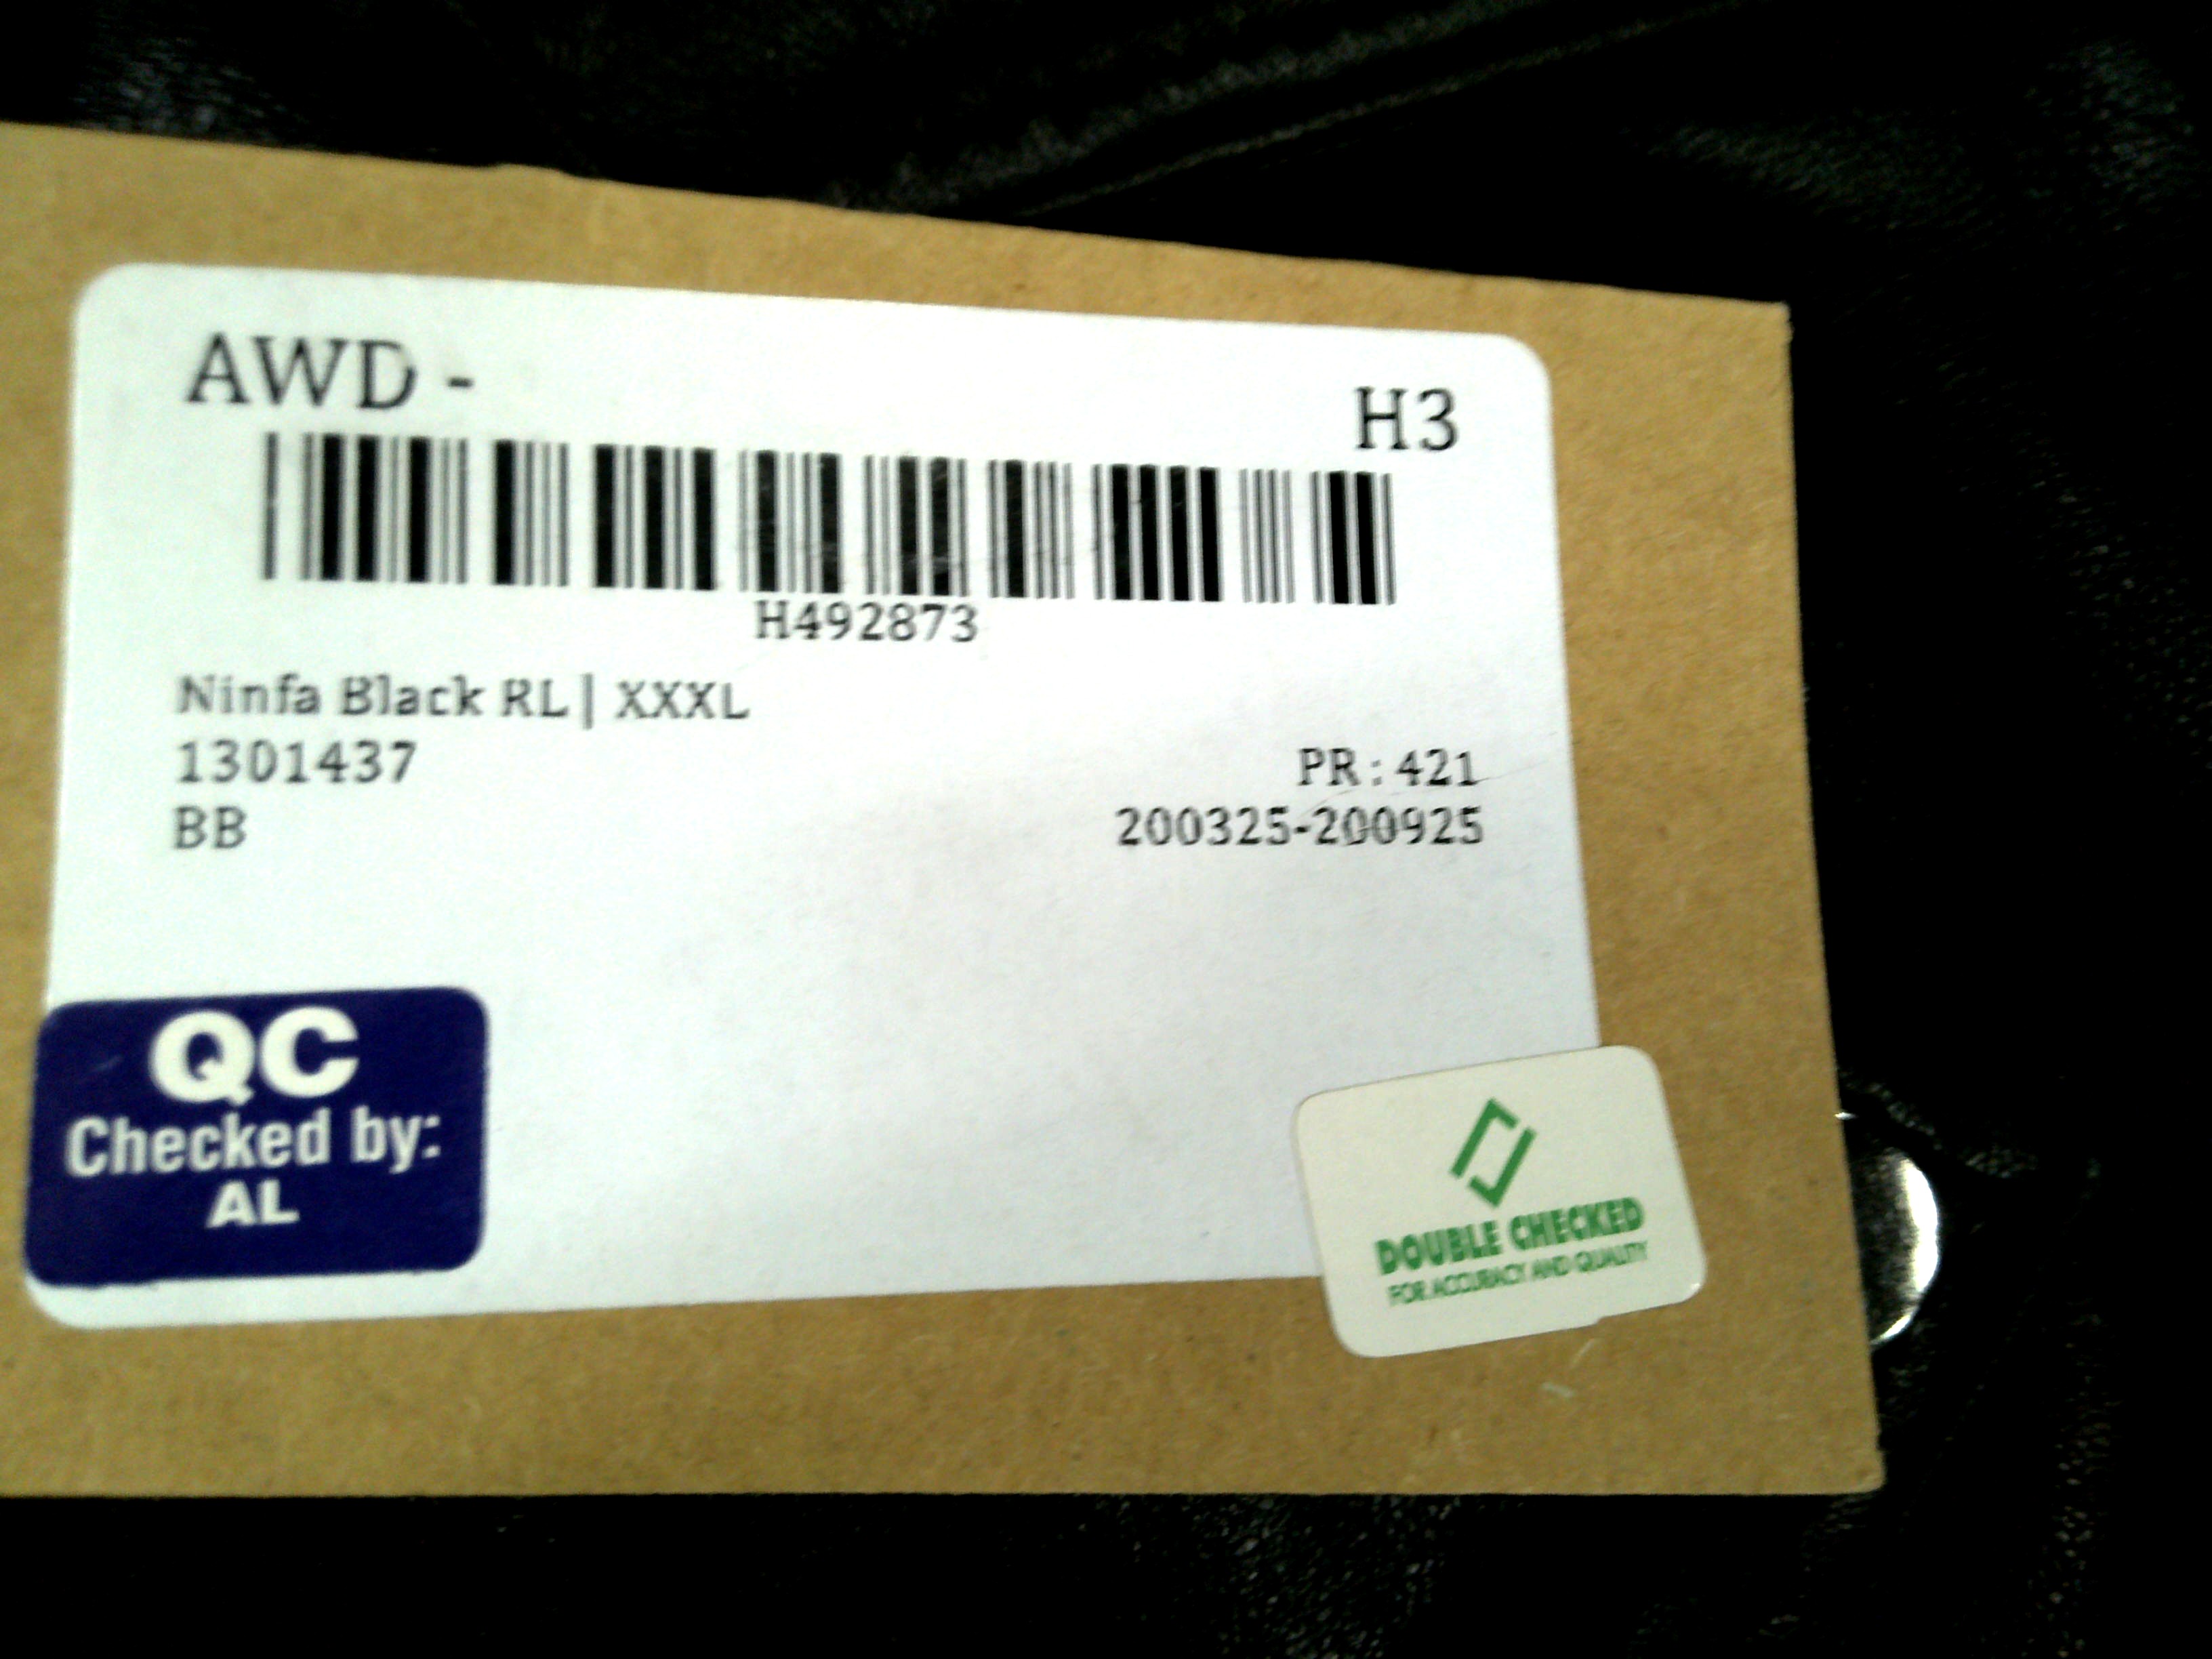 AWD -
H3
H492873
Ninfa Black RL | XXXL
1301437
PR : 421
BB
200325-200925
QC
Checked by:
AL
DOUBLE CHECKED
FOR ACCURACY AND QUALITY